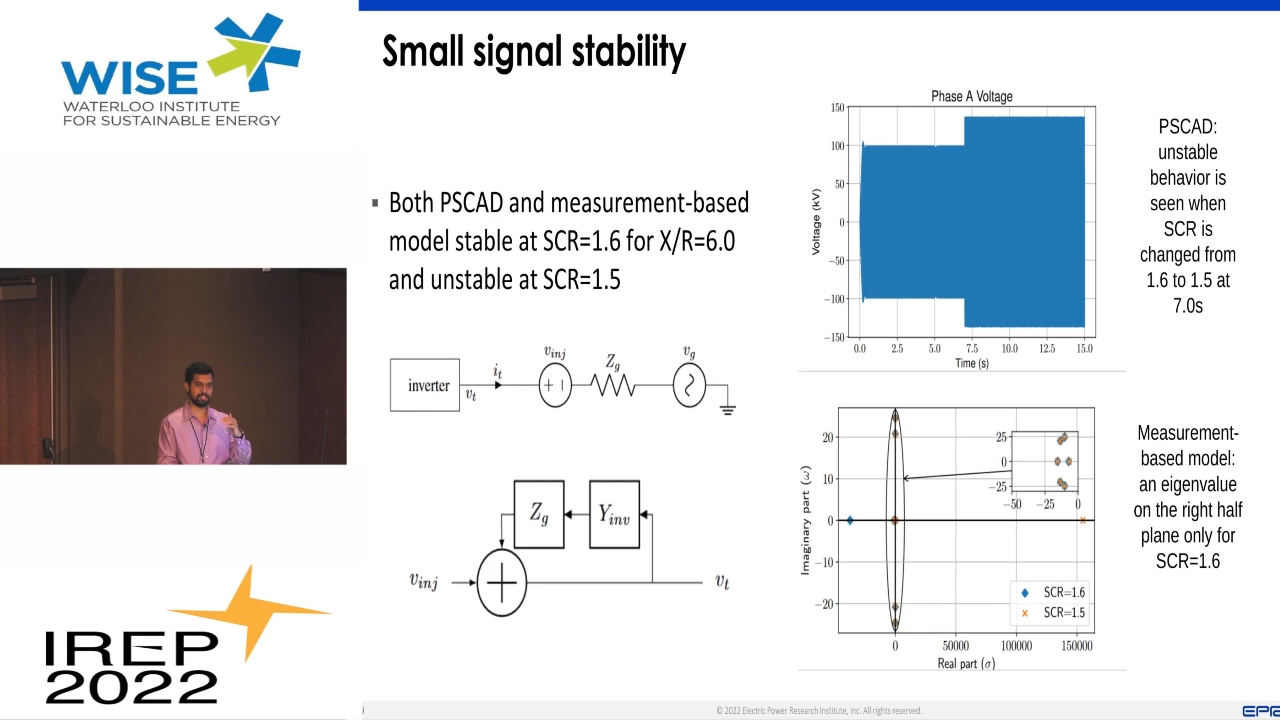 WISE
WATERLOO INSTITUTE
FOR SUSTAINABLE ENERGY
IREP
2022
Small signal stability
▪ Both PSCAD and measurement-based
model stable at SCR=1.6 for X/R=6.0
and unstable at SCR=1.5
inverter
v_t
i_t
v_inj
+ |
Z_g
v_g
Z_g
Y_inv
v_inj
+
v_t
Phase A Voltage
Voltage (kV)
150
100
50
0
−50
−100
−150
0.0 2.5 5.0 7.5 10.0 12.5 15.0
Time (s)
PSCAD:
unstable
behavior is
seen when
SCR is
changed from
1.6 to 1.5 at
7.0s
Imaginary part (ω)
20
10
0
−10
−20
25
0
−25
−50 −25 0
SCR=1.6
SCR=1.5
0 50000 100000 150000
Real part (σ)
Measurement-
based model:
an eigenvalue
on the right half
plane only for
SCR=1.6
© 2022 Electric Power Research Institute, Inc. All rights reserved.